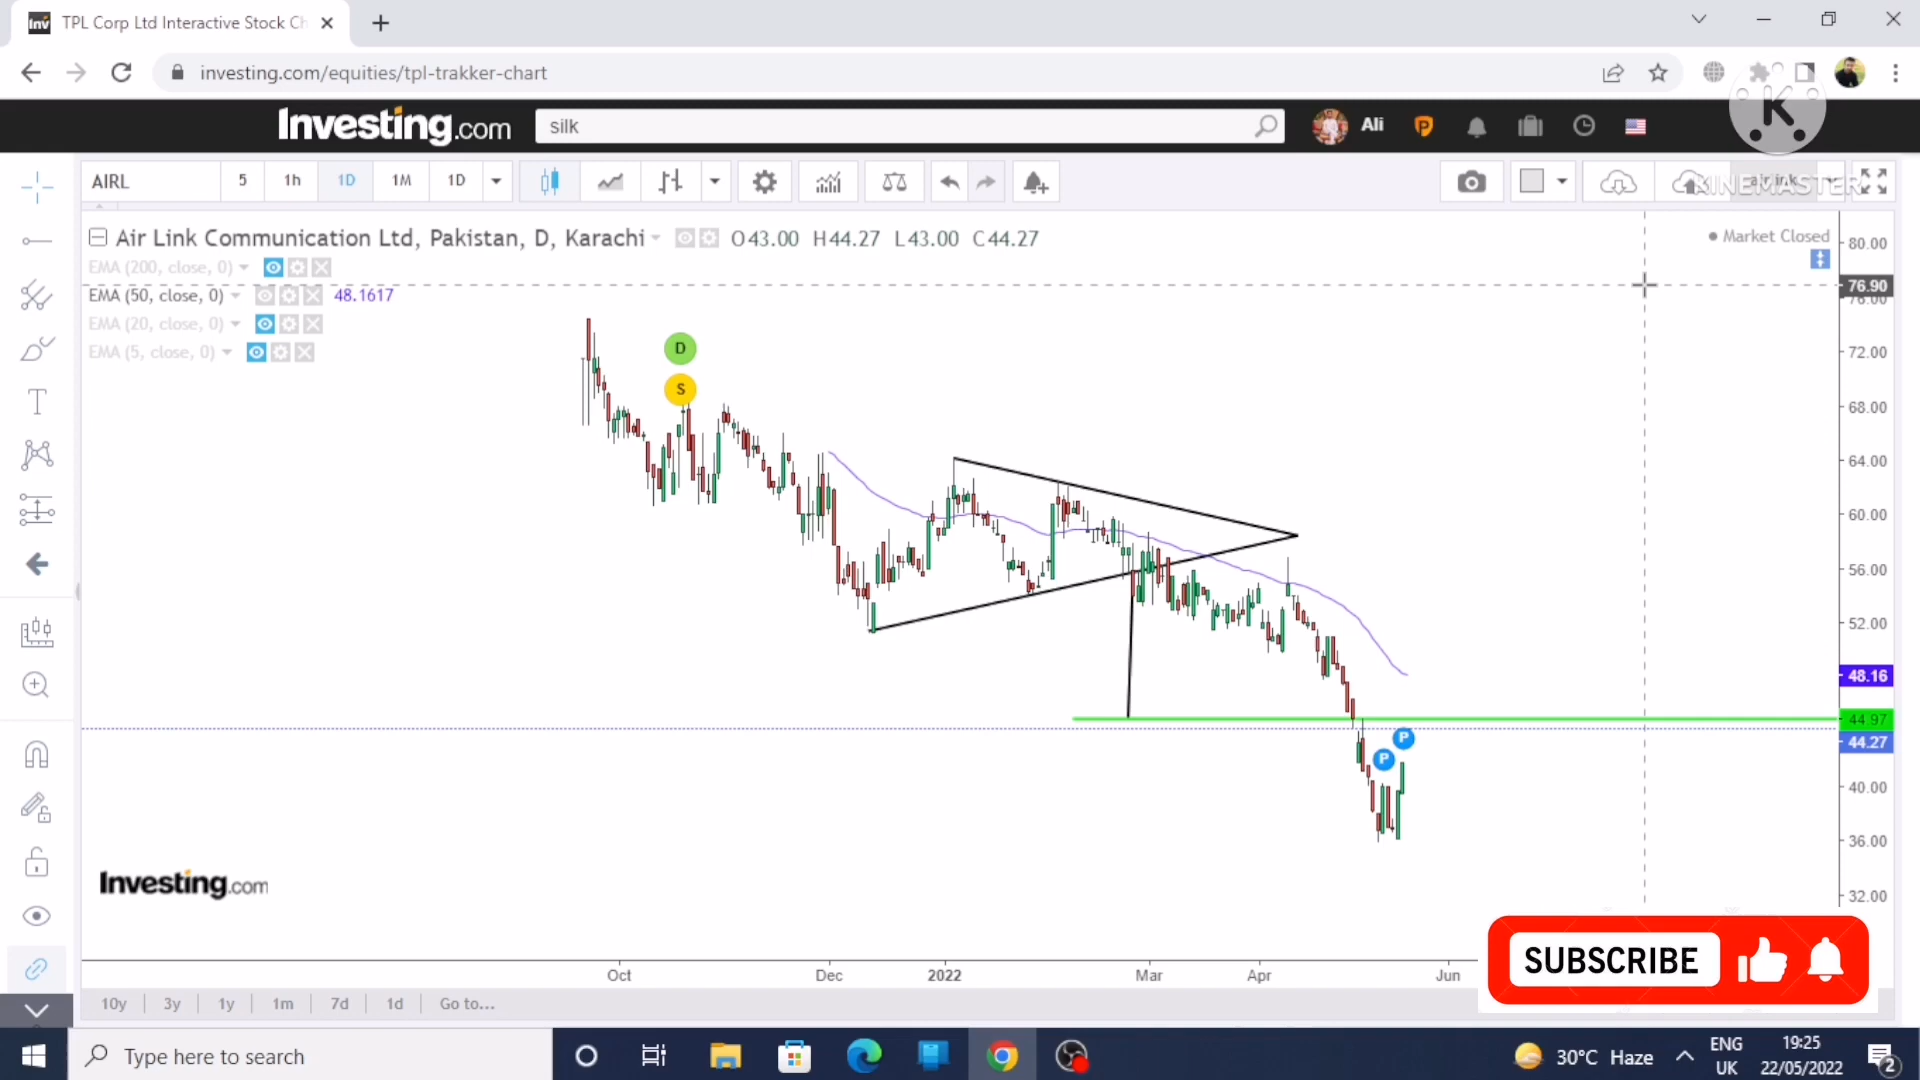 TPL Corp Ltd Interactive Stock Ch
investing.com/equities/tpl-trakker-chart
Investing.com
silk
Ali
K
AIRL 5 1h 1D 1M 1D
KINEMASTER
Air Link Communication Ltd, Pakistan, D, Karachi O43.00 H44.27 L43.00 C44.27
Market Closed
EMA (200, close, 0)
EMA (50, close, 0) 48.1617
EMA (20, close, 0)
EMA (5, close, 0)
D
S
P
P
80.00
76.90
76.00
72.00
68.00
64.00
60.00
56.00
52.00
48.16
44.97
44.27
40.00
36.00
32.00
Investing.com
Oct Dec 2022 Mar Apr Jun
SUBSCRIBE
10y 3y 1y 1m 7d 1d Go to...
Type here to search
30°C Haze
ENG
UK
19:25
22/05/2022
2